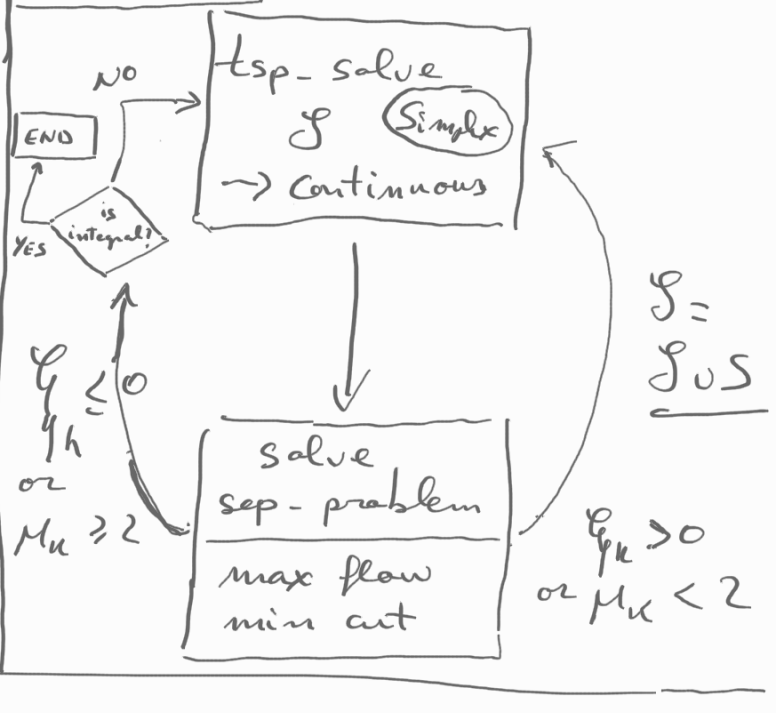 NO
tsp_solve
𝒮 Simplex
→ Continuous
END
is
integral?
YES
𝒮 =
𝒮 ∪ S
≤ 0
or
μₖ ≥ 2
solve
sep-problem
max flow
min cut
> 0
or μₖ < 2